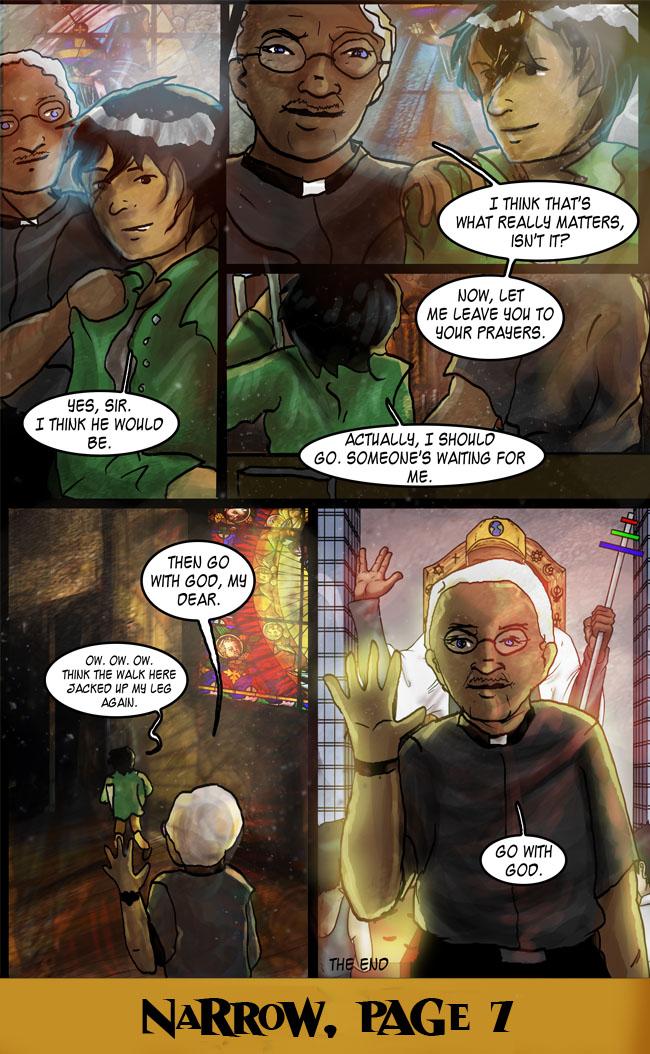 YES, SIR.
I THINK HE WOULD
BE.
I THINK THAT'S
WHAT REALLY MATTERS,
ISN'T IT?
NOW, LET
ME LEAVE YOU TO
YOUR PRAYERS.
ACTUALLY, I SHOULD
GO. SOMEONE'S WAITING FOR
ME.
THEN GO
WITH GOD, MY
DEAR.
OW. OW. OW.
THINK THE WALK HERE
JACKED UP MY LEG
AGAIN.
GO WITH
GOD.
THE END
NARROW, PAGE 7